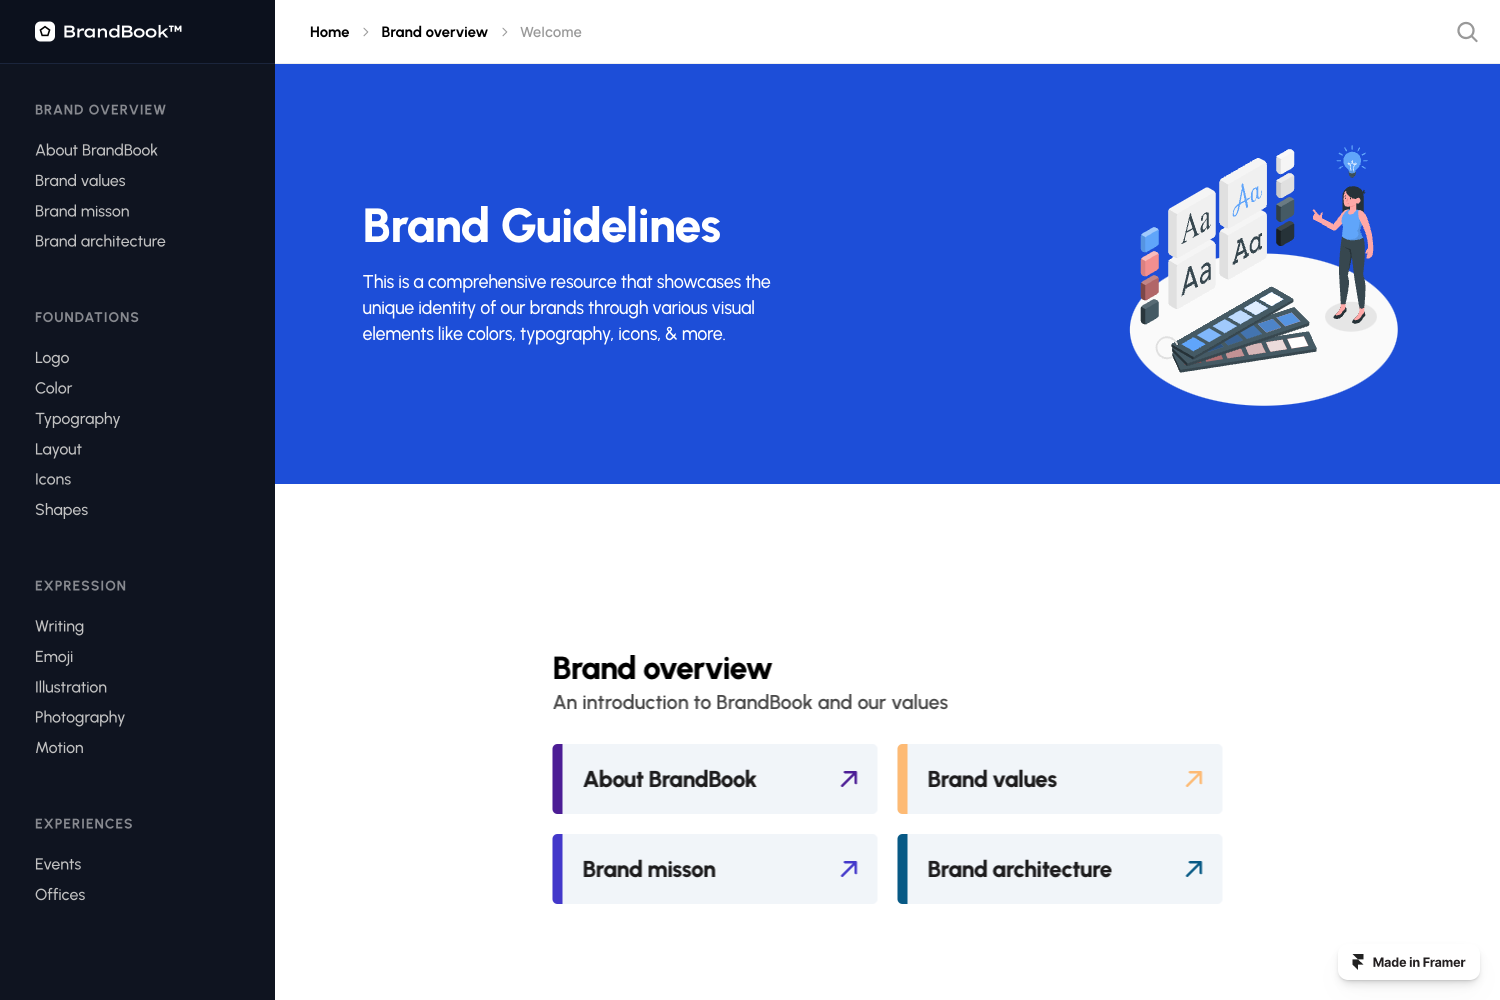 BrandBook™
Home
Brand overview
Welcome
BRAND OVERVIEW
About BrandBook
Brand values
Brand misson
Brand architecture
FOUNDATIONS
Logo
Color
Typography
Layout
Icons
Shapes
EXPRESSION
Writing
Emoji
Illustration
Photography
Motion
EXPERIENCES
Events
Offices
Brand Guidelines
This is a comprehensive resource that showcases the
unique identity of our brands through various visual
elements like colors, typography, icons, & more.
Aa
Aa
Aa
Aa
Brand overview
An introduction to BrandBook and our values
About BrandBook
Brand values
Brand misson
Brand architecture
Made in Framer